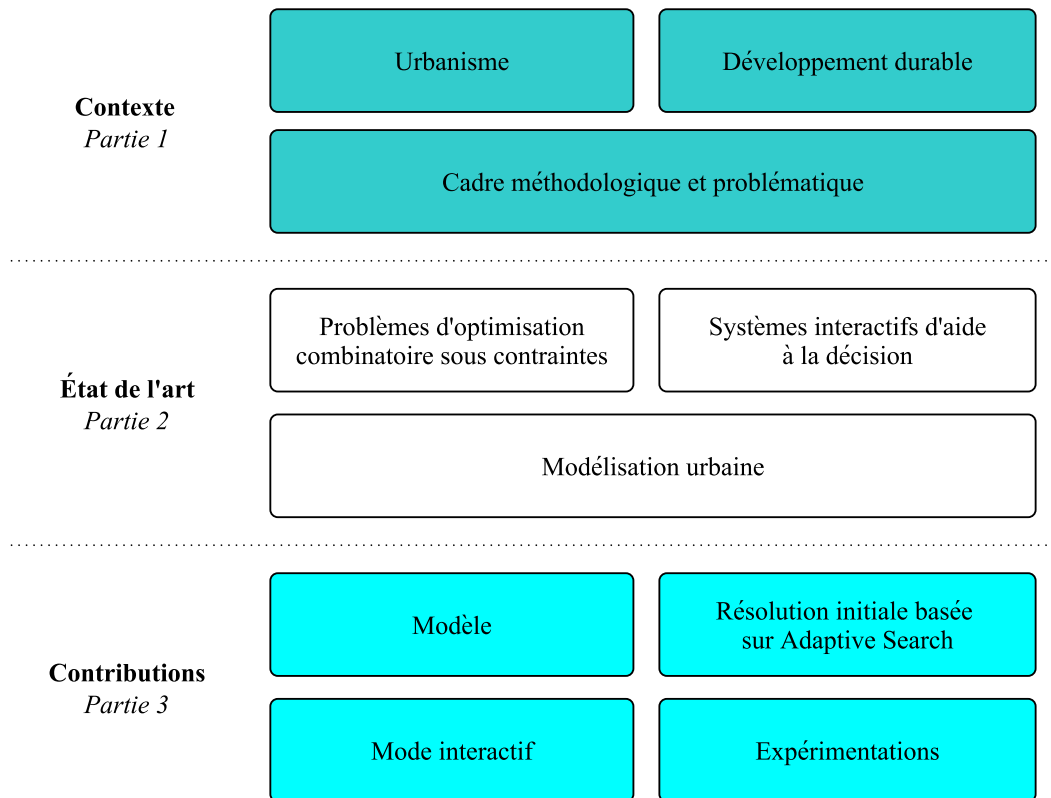 Contexte
Partie 1
Urbanisme
Développement durable
Cadre méthodologique et problématique
État de l'art
Partie 2
Problèmes d'optimisation
combinatoire sous contraintes
Systèmes interactifs d'aide
à la décision
Modélisation urbaine
Contributions
Partie 3
Modèle
Résolution initiale basée
sur Adaptive Search
Mode interactif
Expérimentations